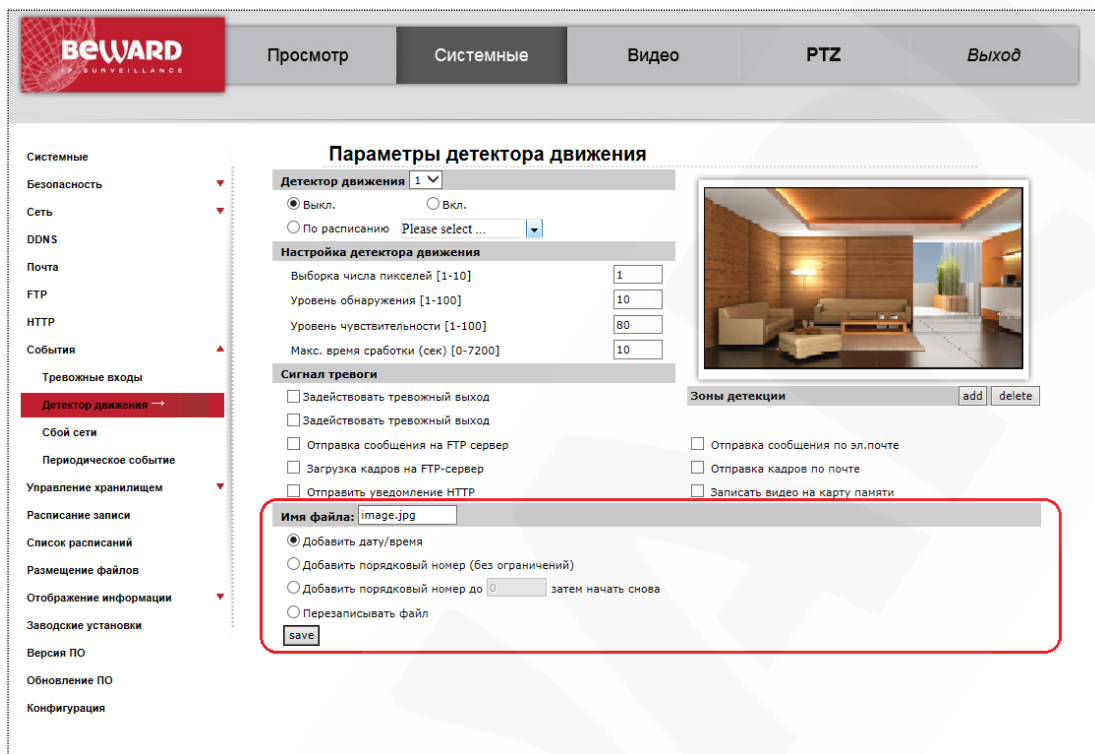 BEWARD
IP SURVEILLANCE
Просмотр
Системные
Видео
PTZ
Выход
Системные
Безопасность
Сеть
DDNS
Почта
FTP
HTTP
События
Тревожные входы
Детектор движения →
Сбой сети
Периодическое событие
Управление хранилищем
Расписание записи
Список расписаний
Размещение файлов
Отображение информации
Заводские установки
Версия ПО
Обновление ПО
Конфигурация
Параметры детектора движения
Детектор движения 1
Выкл. Вкл.
По расписанию Please select ...
Настройка детектора движения
Выборка числа пикселей [1-10] 1
Уровень обнаружения [1-100] 10
Уровень чувствительности [1-100] 80
Макс. время сработки (сек) [0-7200] 10
Сигнал тревоги
Зоны детекции add delete
Задействовать тревожный выход
Задействовать тревожный выход
Отправка сообщения на FTP сервер Отправка сообщения по эл.почте
Загрузка кадров на FTP-сервер Отправка кадров по почте
Отправить уведомление HTTP Записать видео на карту памяти
Имя файла: image.jpg
Добавить дату/время
Добавить порядковый номер (без ограничений)
Добавить порядковый номер до 0 затем начать снова
Перезаписывать файл
save